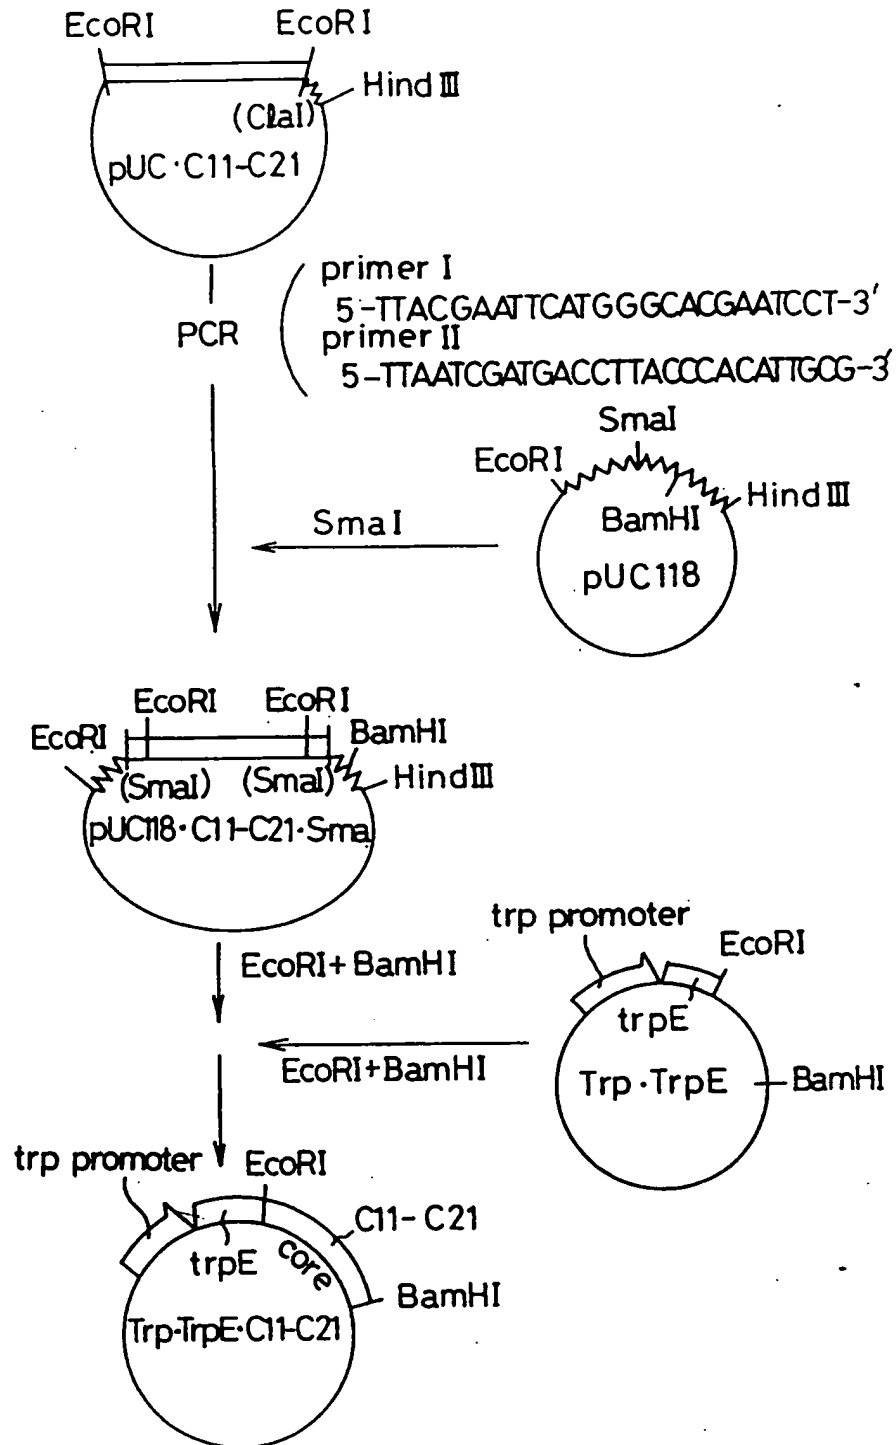 EcoRI EcoRI
Hind III
(ClaI)
pUC·C11-C21
PCR
primer I
5-TTACGAATTCATGGGCACGAATCCT-3'
primer II
5-TTAATCGATGACCTTACCCACATTGCG-3'
SmaI
EcoRI
Hind III
BamHI
pUC118
SmaI
EcoRI EcoRI
EcoRI
BamHI
(SmaI) (SmaI)
Hind III
pUC118·C11-C21·Sma
EcoRI+BamHI
trp promoter
EcoRI
trpE
Trp·TrpE
BamHI
EcoRI+BamHI
trp promoter
EcoRI
C11-C21
trpE
core
BamHI
Trp·TrpE·C11-C21